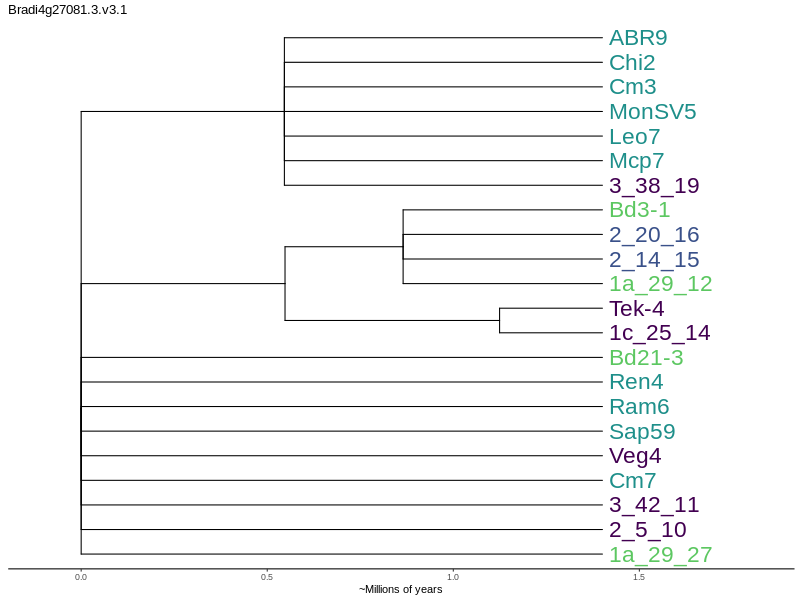 Bradi4g27081.3.v3.1
ABR9
Chi2
Cm3
MonSV5
Leo7
Mcp7
3_38_19
Bd3-1
2_20_16
2_14_15
1a_29_12
Tek-4
1c_25_14
Bd21-3
Ren4
Ram6
Sap59
Veg4
Cm7
3_42_11
2_5_10
1a_29_27
0.0 0.5 1.0 1.5
~Millions of years